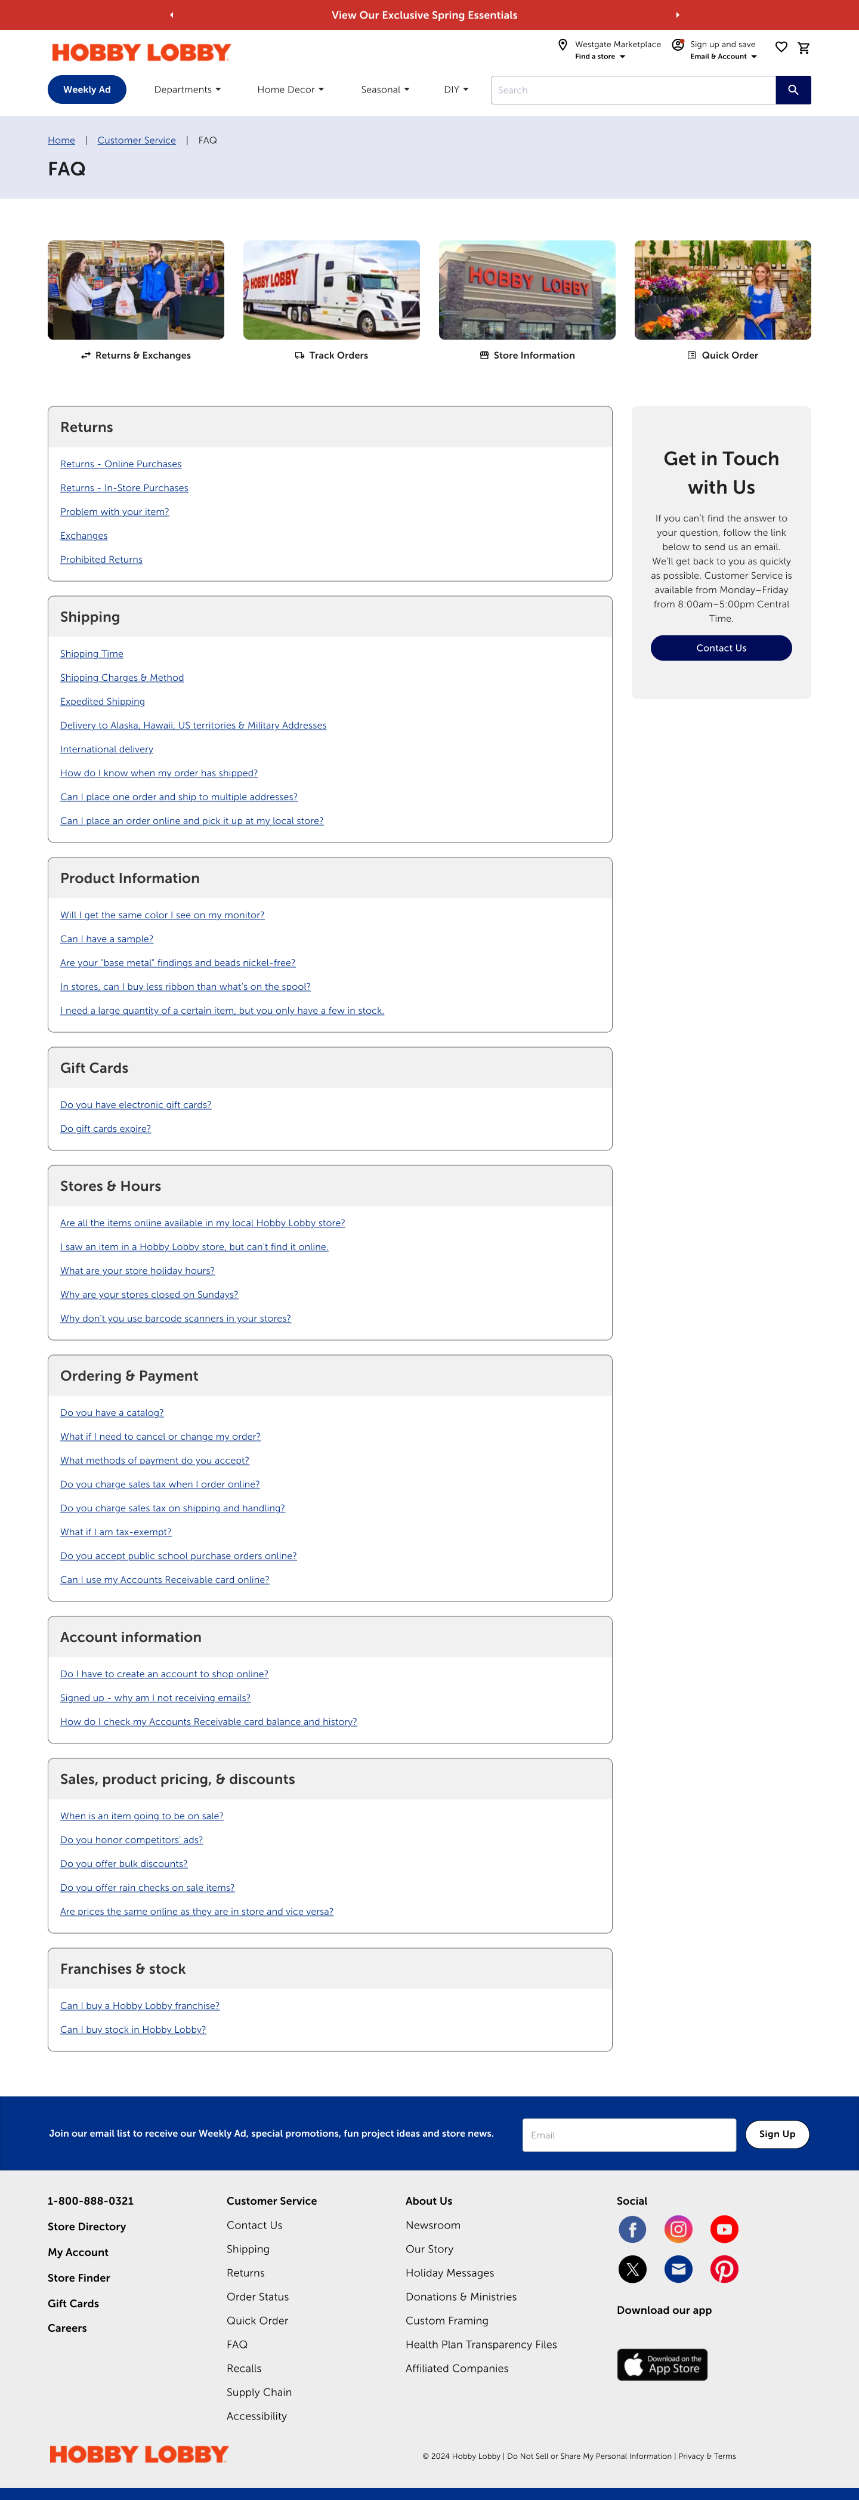 View Our Exclusive Spring Essentials
HOBBY LOBBY
Westgate Marketplace
Find a store
Sign up and save
Email & Account
Weekly Ad
Departments
Home Decor
Seasonal
DIY
Search
Home | Customer Service | FAQ
FAQ
HOBBY LOBBY
HOBBY LOBBY
Returns & Exchanges
Track Orders
Store Information
Quick Order
Returns
Returns - Online Purchases
Returns - In-Store Purchases
Problem with your item?
Exchanges
Prohibited Returns
Get in Touch
with Us
If you can't find the answer to
your question, follow the link
below to send us an email.
We'll get back to you as quickly
as possible. Customer Service is
available from Monday–Friday
from 8:00am–5:00pm Central
Time.
Contact Us
Shipping
Shipping Time
Shipping Charges & Method
Expedited Shipping
Delivery to Alaska, Hawaii, US territories & Military Addresses
International delivery
How do I know when my order has shipped?
Can I place one order and ship to multiple addresses?
Can I place an order online and pick it up at my local store?
Product Information
Will I get the same color I see on my monitor?
Can I have a sample?
Are your "base metal" findings and beads nickel-free?
In stores, can I buy less ribbon than what's on the spool?
I need a large quantity of a certain item, but you only have a few in stock.
Gift Cards
Do you have electronic gift cards?
Do gift cards expire?
Stores & Hours
Are all the items online available in my local Hobby Lobby store?
I saw an item in a Hobby Lobby store, but can't find it online.
What are your store holiday hours?
Why are your stores closed on Sundays?
Why don't you use barcode scanners in your stores?
Ordering & Payment
Do you have a catalog?
What if I need to cancel or change my order?
What methods of payment do you accept?
Do you charge sales tax when I order online?
Do you charge sales tax on shipping and handling?
What if I am tax-exempt?
Do you accept public school purchase orders online?
Can I use my Accounts Receivable card online?
Account information
Do I have to create an account to shop online?
Signed up - why am I not receiving emails?
How do I check my Accounts Receivable card balance and history?
Sales, product pricing, & discounts
When is an item going to be on sale?
Do you honor competitors' ads?
Do you offer bulk discounts?
Do you offer rain checks on sale items?
Are prices the same online as they are in store and vice versa?
Franchises & stock
Can I buy a Hobby Lobby franchise?
Can I buy stock in Hobby Lobby?
Join our email list to receive our Weekly Ad, special promotions, fun project ideas and store news.
Email
Sign Up
1-800-888-0321
Store Directory
My Account
Store Finder
Gift Cards
Careers
Customer Service
Contact Us
Shipping
Returns
Order Status
Quick Order
FAQ
Recalls
Supply Chain
Accessibility
About Us
Newsroom
Our Story
Holiday Messages
Donations & Ministries
Custom Framing
Health Plan Transparency Files
Affiliated Companies
Social
Download our app
Download on the
App Store
HOBBY LOBBY
© 2024 Hobby Lobby | Do Not Sell or Share My Personal Information | Privacy & Terms